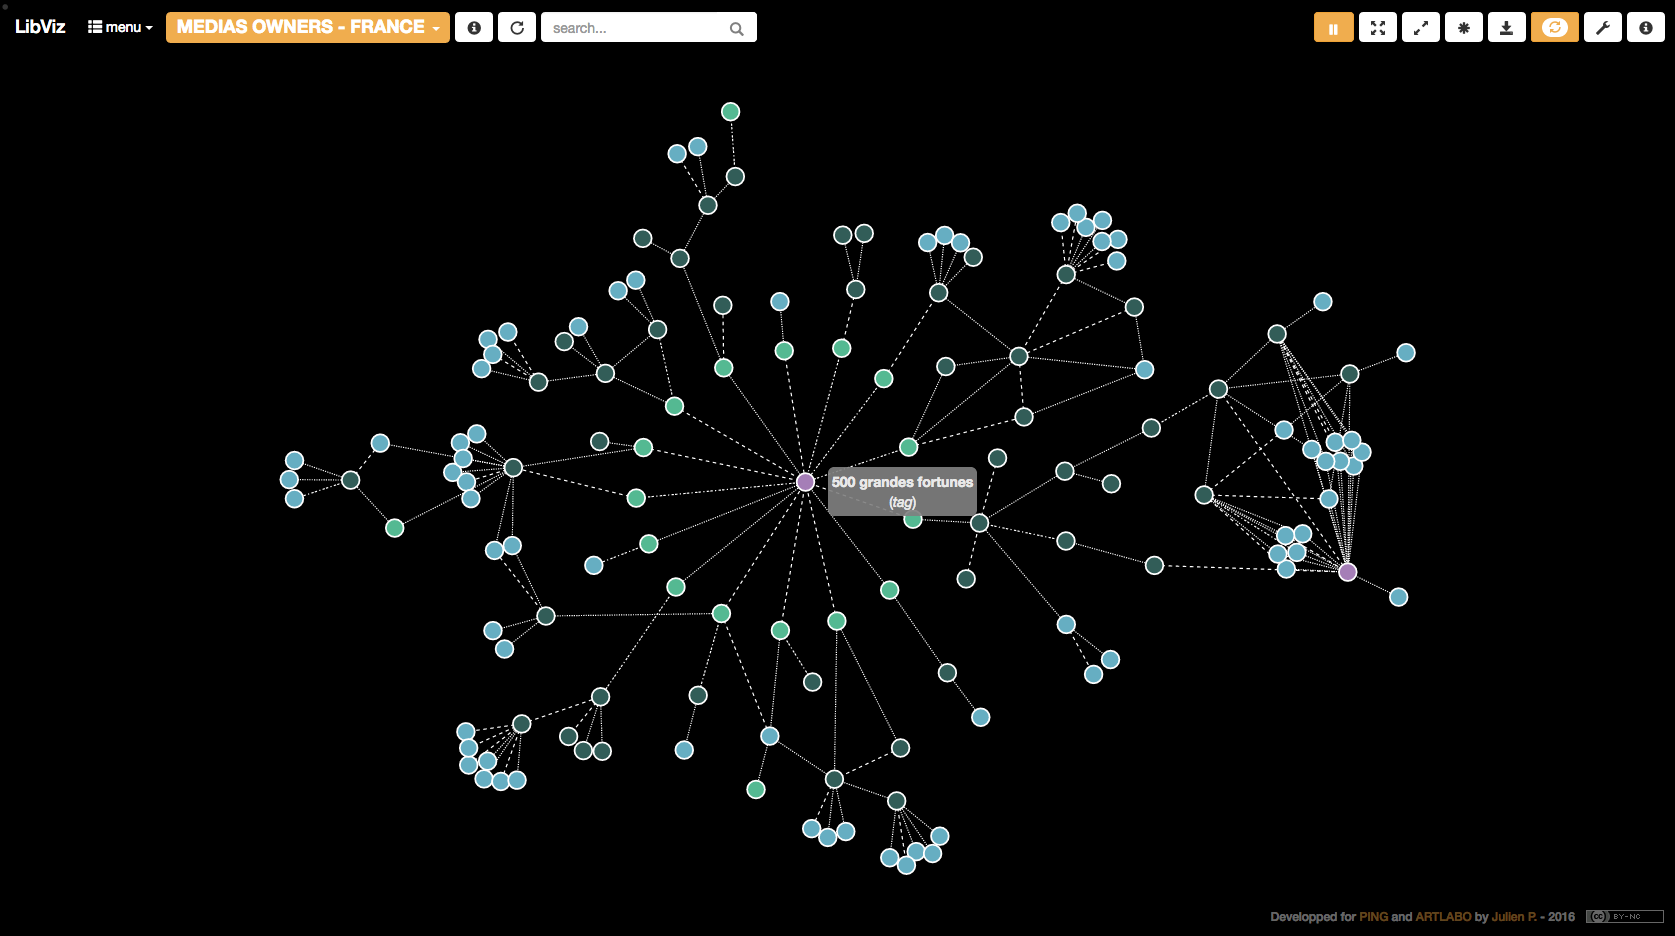 LibViz menu MEDIAS OWNERS - FRANCE search...
500 grandes fortunes
(tag)
Developped for PING and ARTLABO by Julien P. - 2016 cc BY-NC